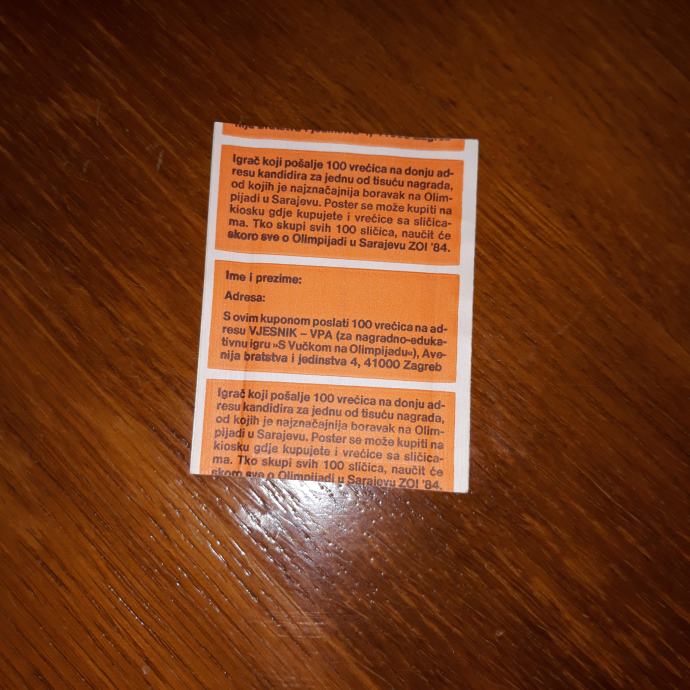 Igrač koji pošalje 100 vrećica na donju ad-
resu kandidira za jednu od tisuću nagrada,
od kojih je najznačajnija boravak na Olim-
pijadi u Sarajevu. Poster se može kupiti na
kiosku gdje kupujete i vrećice sa sličica-
ma. Tko skupi svih 100 sličica, naučit će
skoro sve o Olimpijadi u Sarajevu ZOI '84.
Ime i prezime:
Adresa:
S ovim kuponom poslati 100 vrećica na ad-
resu VJESNIK – VPA (za nagradno-eduka-
tivnu igru »S Vučkom na Olimpijadu«), Ave-
nija bratstva i jedinstva 4, 41000 Zagreb
Igrač koji pošalje 100 vrećica na donju ad-
resu kandidira za jednu od tisuću nagrada,
od kojih je najznačajnija boravak na Olim-
pijadi u Sarajevu. Poster se može kupiti na
kiosku gdje kupujete i vrećice sa sličica-
ma. Tko skupi svih 100 sličica, naučit će
skoro sve o Olimpijadi u Sarajevu ZOI '84.